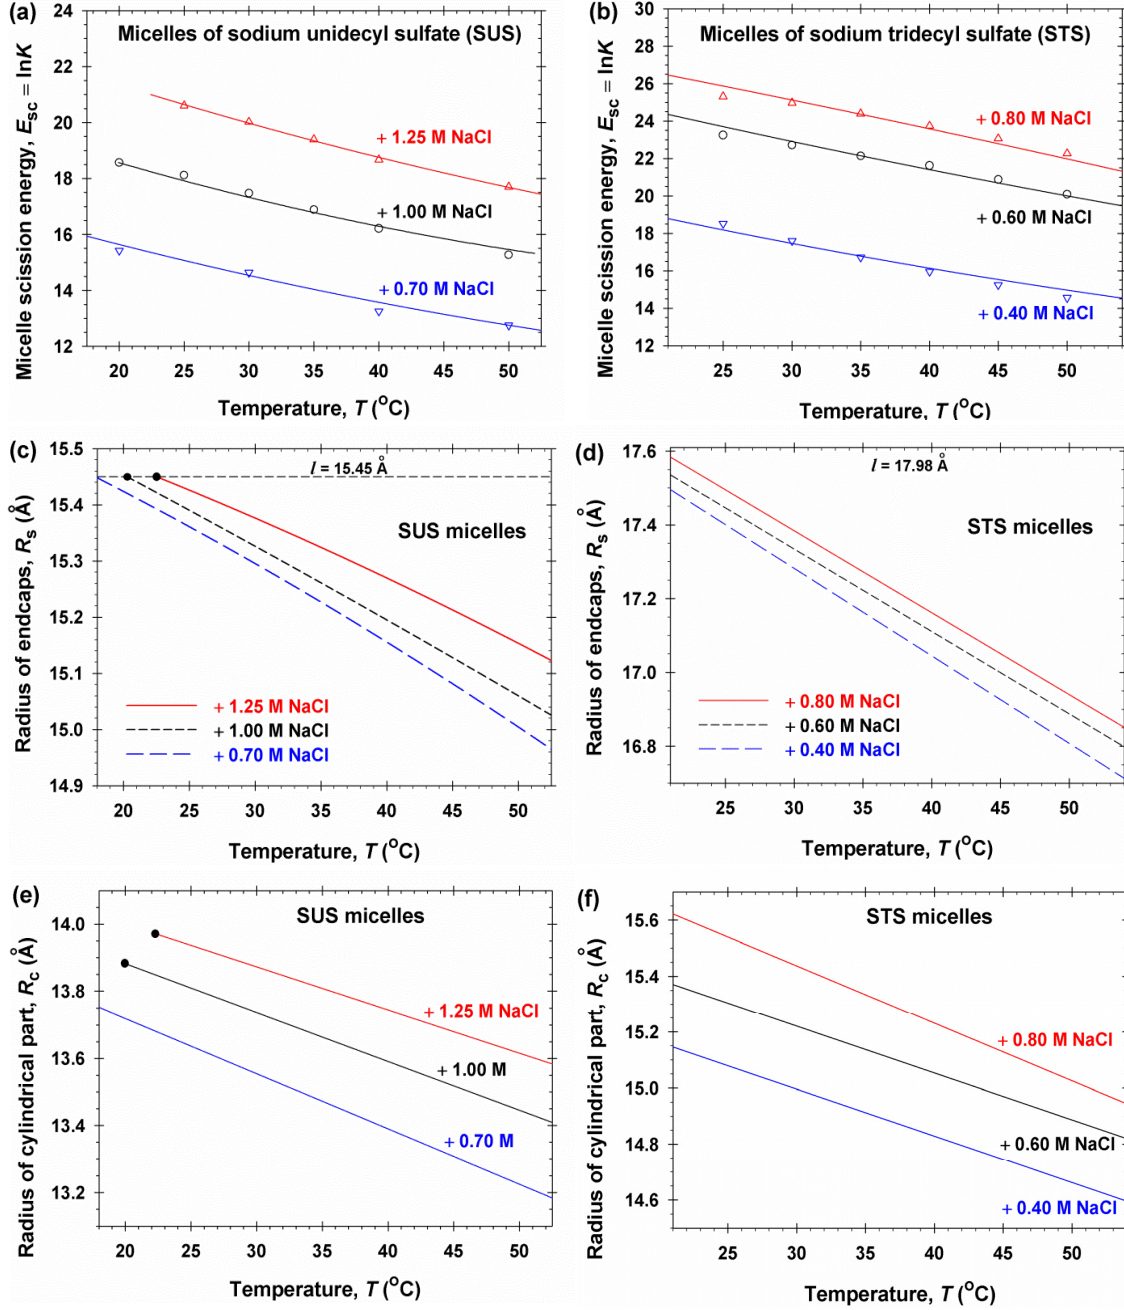 (a)
Micelles of sodium unidecyl sulfate (SUS)
Micelle scission energy, Esc = lnK
24
22
20
18
16
14
12
+ 1.25 M NaCl
+ 1.00 M NaCl
+ 0.70 M NaCl
20 25 30 35 40 45 50
Temperature, T (°C)
(b)
Micelles of sodium tridecyl sulfate (STS)
Micelle scission energy, Esc = lnK
30
28
26
24
22
20
18
16
14
12
+ 0.80 M NaCl
+ 0.60 M NaCl
+ 0.40 M NaCl
25 30 35 40 45 50
Temperature, T (°C)
(c)
Radius of endcaps, Rs (Å)
15.5
15.4
15.3
15.2
15.1
15.0
14.9
l = 15.45 Å
SUS micelles
+ 1.25 M NaCl
+ 1.00 M NaCl
+ 0.70 M NaCl
20 25 30 35 40 45 50
Temperature, T (°C)
(d)
Radius of endcaps, Rs (Å)
17.6
17.4
17.2
17.0
16.8
l = 17.98 Å
STS micelles
+ 0.80 M NaCl
+ 0.60 M NaCl
+ 0.40 M NaCl
25 30 35 40 45 50
Temperature, T (°C)
(e)
SUS micelles
Radius of cylindrical part, Rc (Å)
14.0
13.8
13.6
13.4
13.2
+ 1.25 M NaCl
+ 1.00 M
+ 0.70 M
20 25 30 35 40 45 50
Temperature, T (°C)
(f)
STS micelles
Radius of cylindrical part, Rc (Å)
15.6
15.4
15.2
15.0
14.8
14.6
+ 0.80 M NaCl
+ 0.60 M NaCl
+ 0.40 M NaCl
25 30 35 40 45 50
Temperature, T (°C)